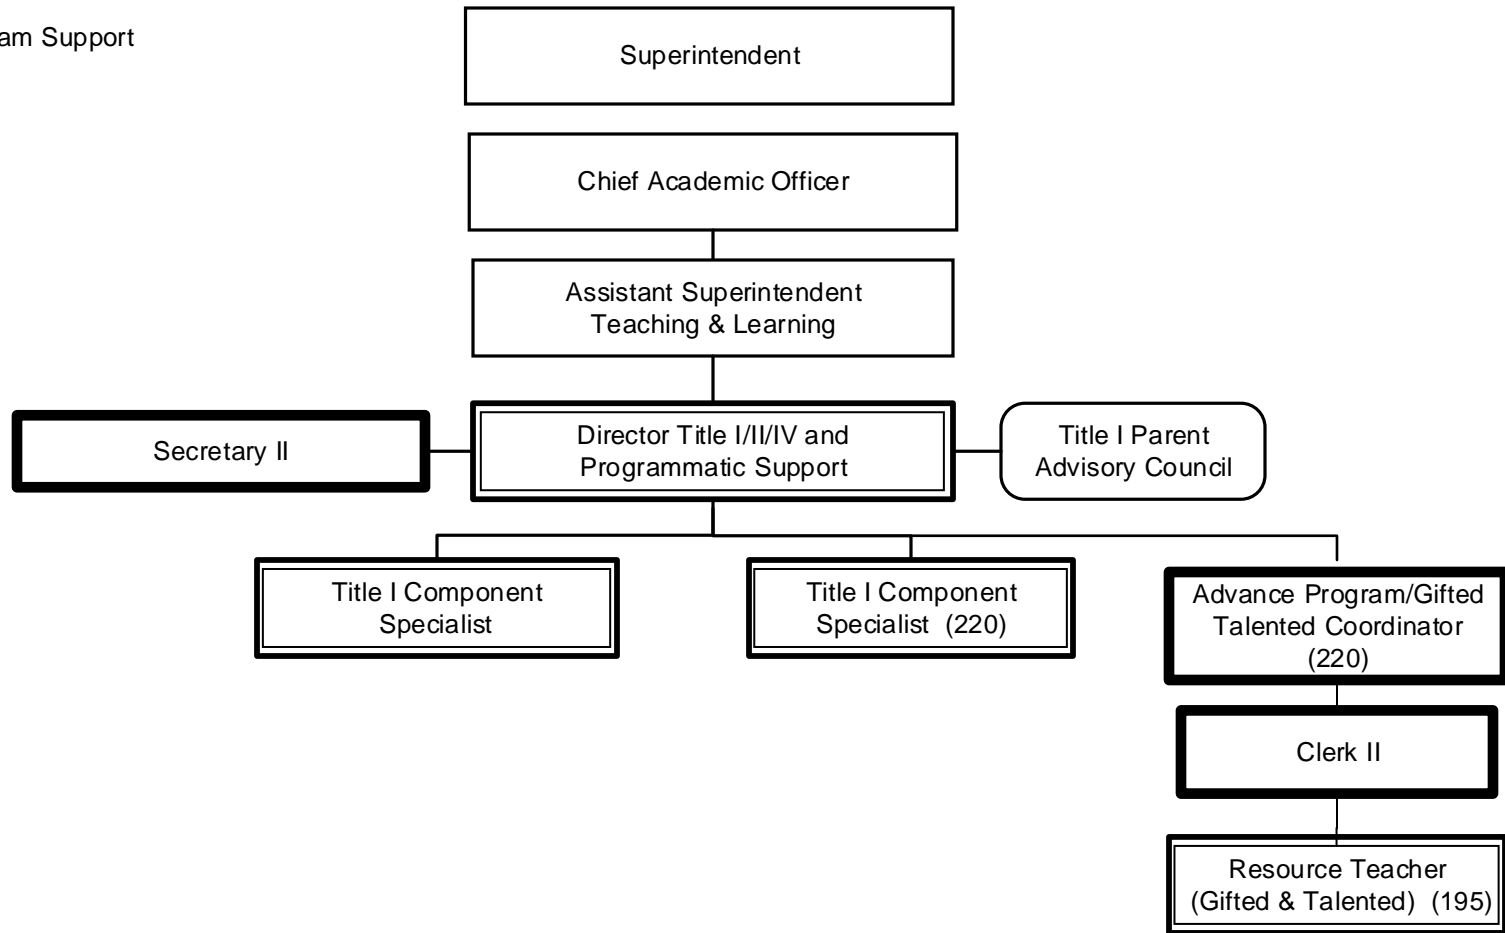 am Support
Superintendent
Chief Academic Officer
Assistant Superintendent
Teaching & Learning
Secretary II
Director Title I/II/IV and
Programmatic Support
Title I Parent
Advisory Council
Title I Component
Specialist
Title I Component
Specialist (220)
Advance Program/Gifted
Talented Coordinator
(220)
Clerk II
Resource Teacher
(Gifted & Talented) (195)